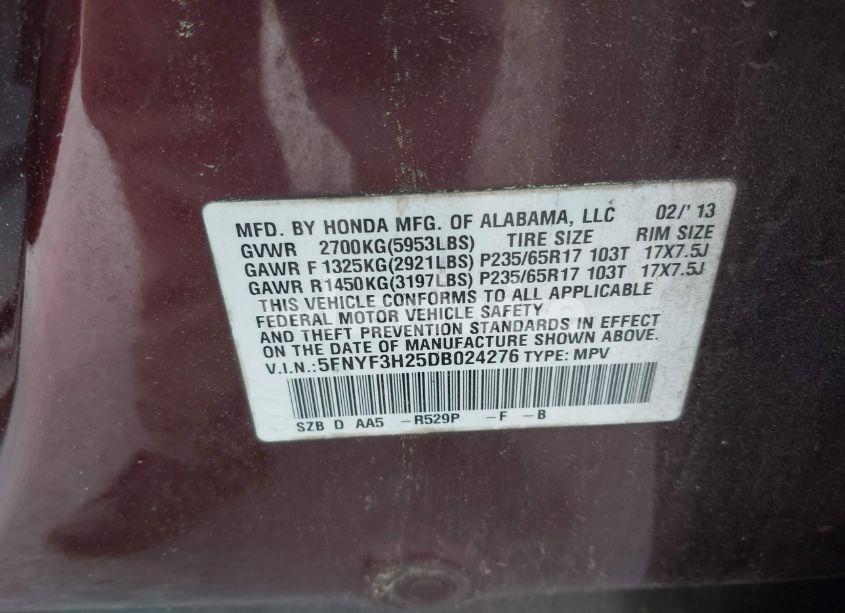 MFD. BY HONDA MFG. OF ALABAMA, LLC 02/' 13
GVWR 2700KG(5953LBS) TIRE SIZE RIM SIZE
GAWR F 1325KG(2921LBS) P235/65R17 103T 17X7.5J
GAWR R1450KG(3197LBS) P235/65R17 103T 17X7.5J
THIS VEHICLE CONFORMS TO ALL APPLICABLE
FEDERAL MOTOR VEHICLE SAFETY
AND THEFT PREVENTION STANDARDS IN EFFECT
ON THE DATE OF MANUFACTURE SHOWN ABOVE.
V.I.N.:5FNYF3H25DB024276 TYPE: MPV
SZB D AA5 -R529P -F -B